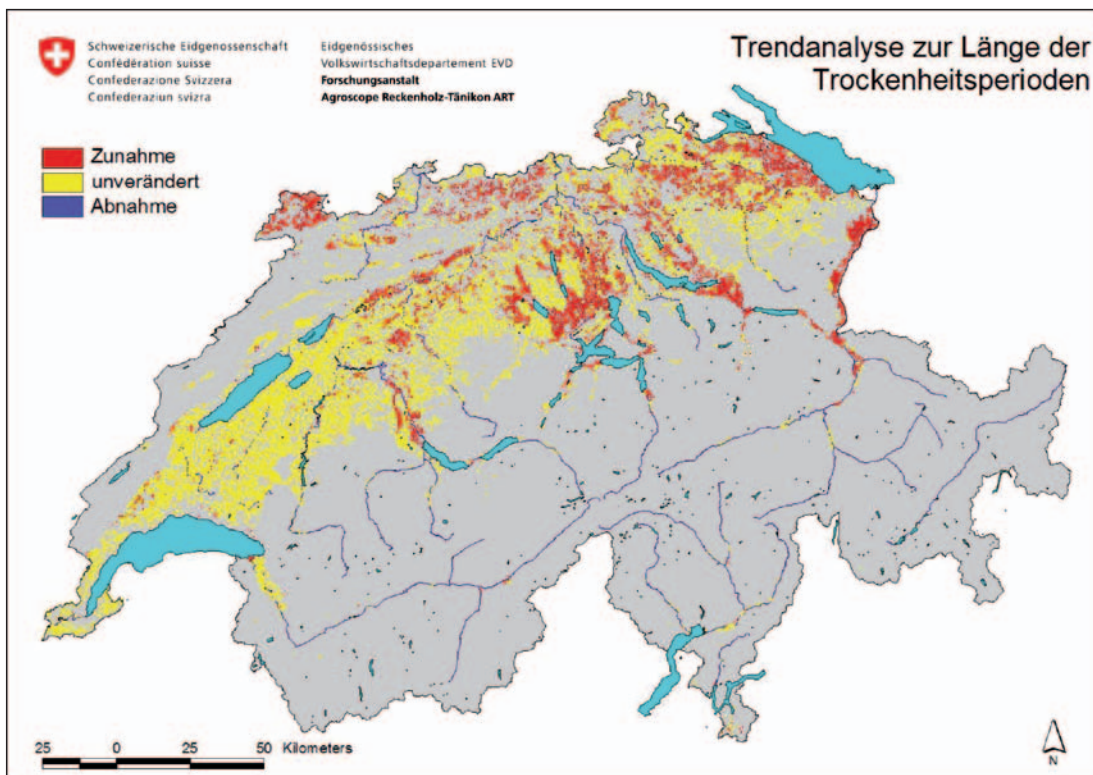 Schweizerische Eidgenossenschaft
Confédération suisse
Confederazione Svizzera
Confederaziun svizra
Eidgenössisches
Volkswirtschaftsdepartement EVD
Forschungsanstalt
Agroscope Reckenholz-Tänikon ART
Trendanalyse zur Länge der
Trockenheitsperioden
Zunahme
unverändert
Abnahme
25 0 25 50 Kilometers
N